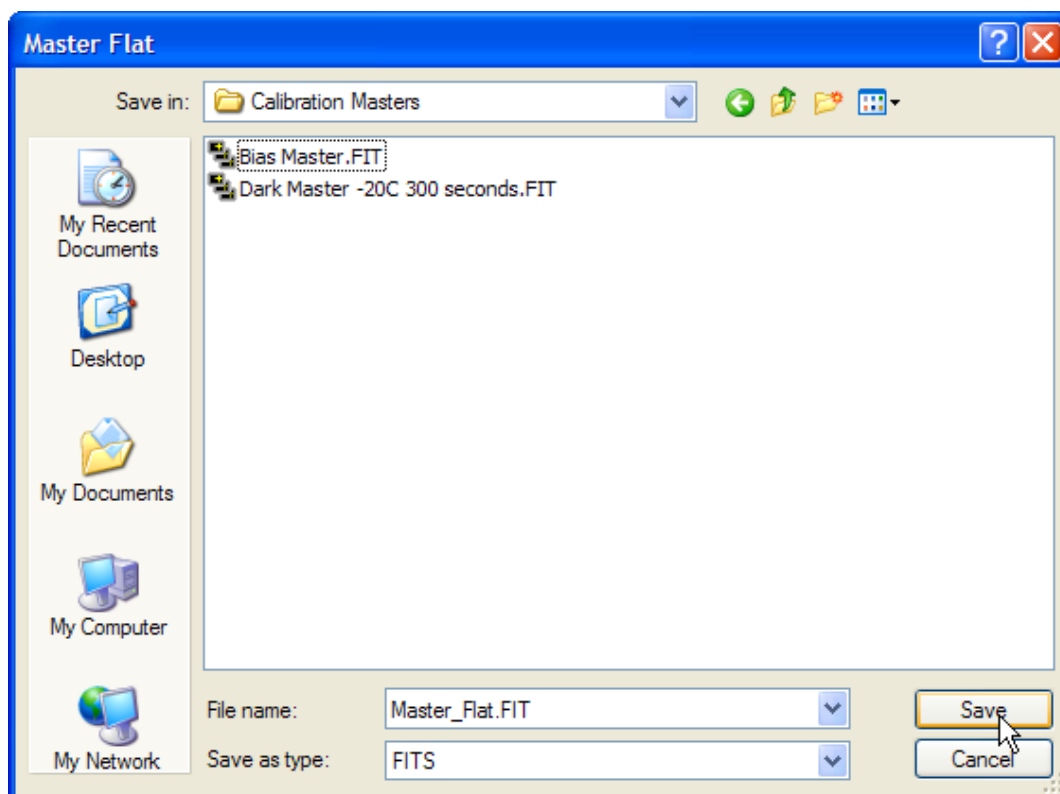 Master Flat
?
Save in:
Calibration Masters
Bias Master.FIT
Dark Master -20C 300 seconds.FIT
My Recent
Documents
Desktop
My Documents
My Computer
My Network
File name:
Master_Flat.FIT
Save
Save as type:
FITS
Cancel